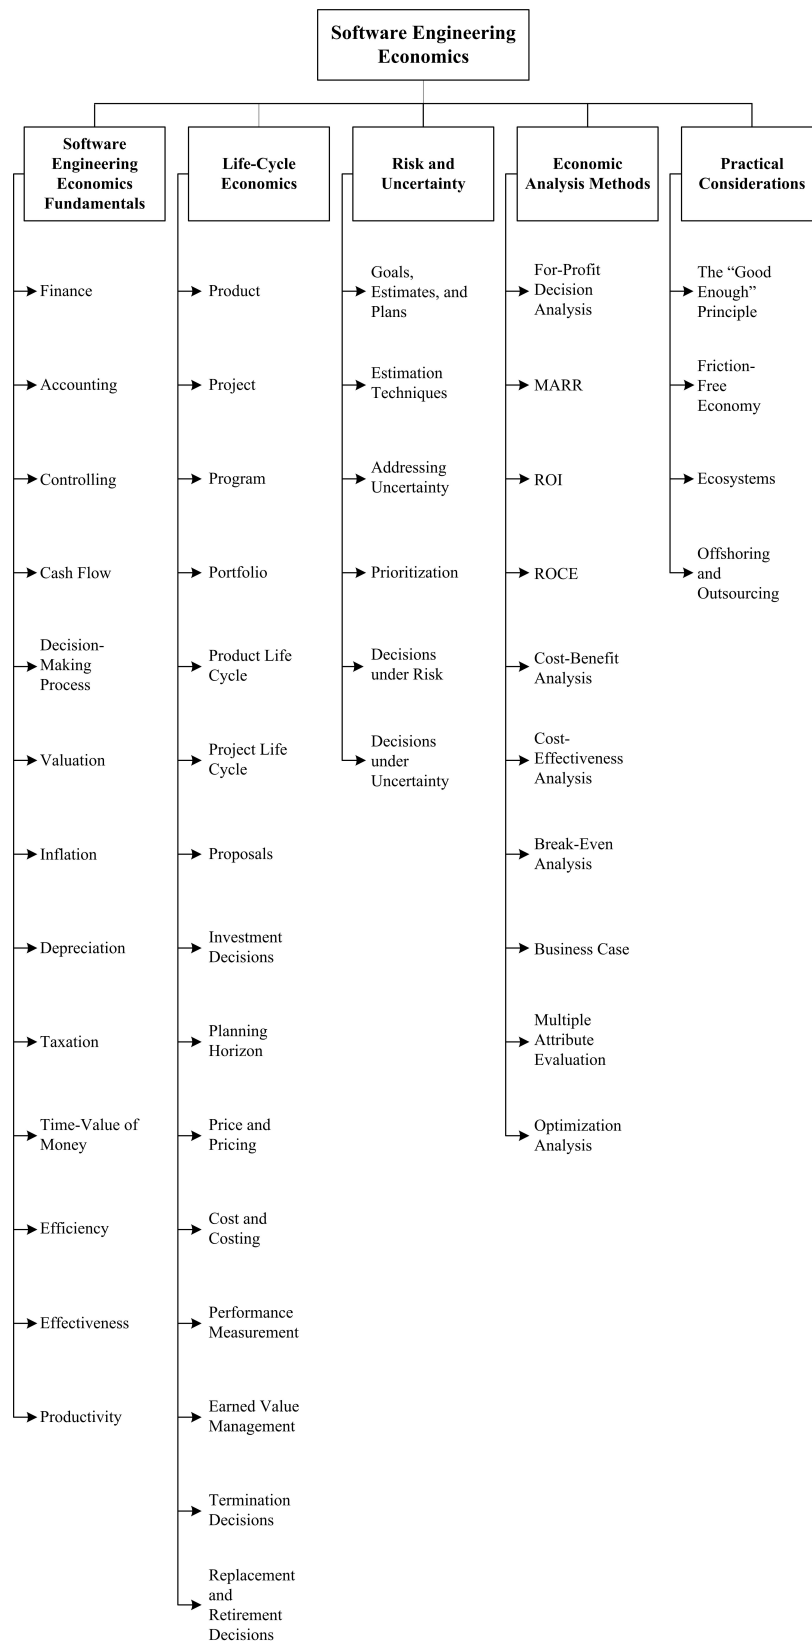 Software Engineering
Economics
Software
Engineering
Economics
Fundamentals
Life-Cycle
Economics
Risk and
Uncertainty
Economic
Analysis Methods
Practical
Considerations
Finance
Accounting
Controlling
Cash Flow
Decision-
Making
Process
Valuation
Inflation
Depreciation
Taxation
Time-Value of
Money
Efficiency
Effectiveness
Productivity
Product
Project
Program
Portfolio
Product Life
Cycle
Project Life
Cycle
Proposals
Investment
Decisions
Planning
Horizon
Price and
Pricing
Cost and
Costing
Performance
Measurement
Earned Value
Management
Termination
Decisions
Replacement
and
Retirement
Decisions
Goals,
Estimates, and
Plans
Estimation
Techniques
Addressing
Uncertainty
Prioritization
Decisions
under Risk
Decisions
under
Uncertainty
For-Profit
Decision
Analysis
MARR
ROI
ROCE
Cost-Benefit
Analysis
Cost-
Effectiveness
Analysis
Break-Even
Analysis
Business Case
Multiple
Attribute
Evaluation
Optimization
Analysis
The “Good
Enough”
Principle
Friction-
Free
Economy
Ecosystems
Offshoring
and
Outsourcing